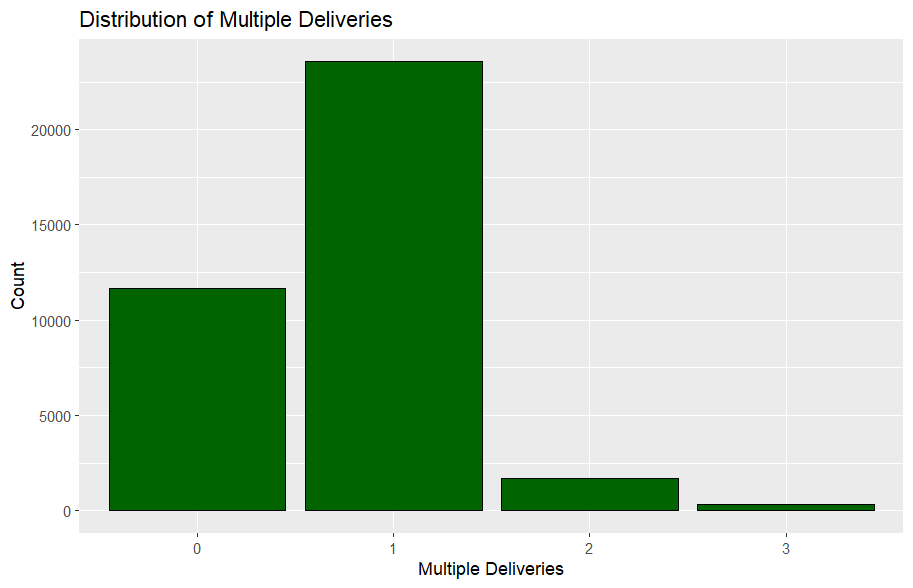 Distribution of Multiple Deliveries
Count
20000
15000
10000
5000
0
0 1 2 3
Multiple Deliveries